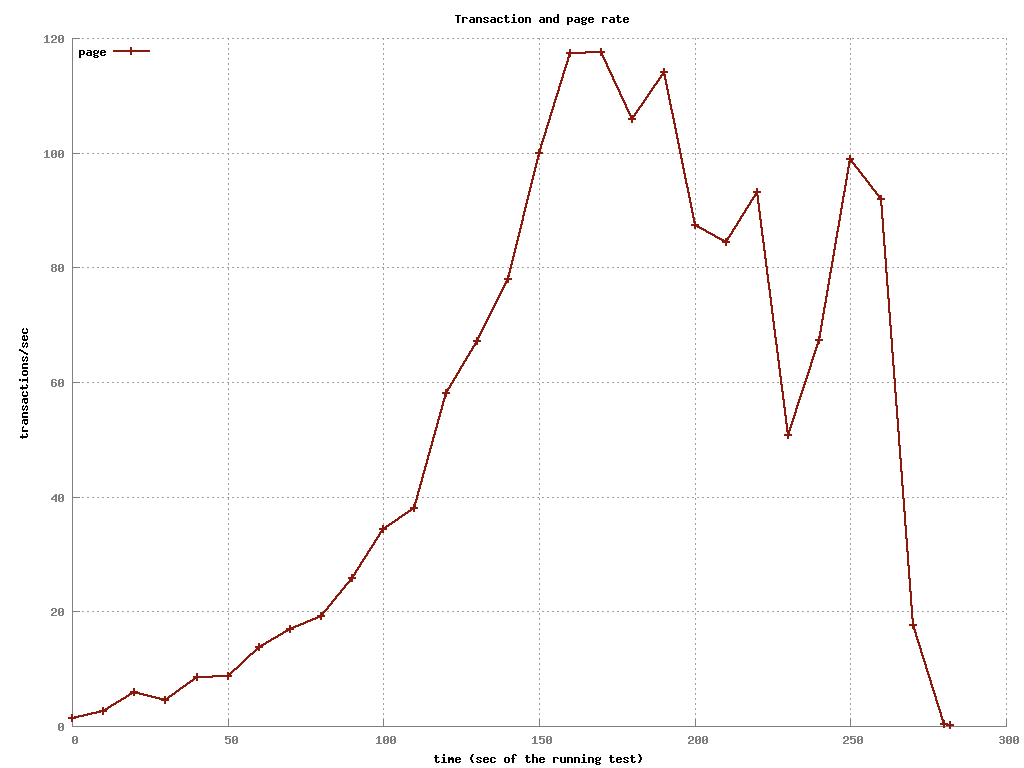 Transaction and page rate
120
page
100
80
60
40
20
0
transactions/sec
0 50 100 150 200 250 300
time (sec of the running test)